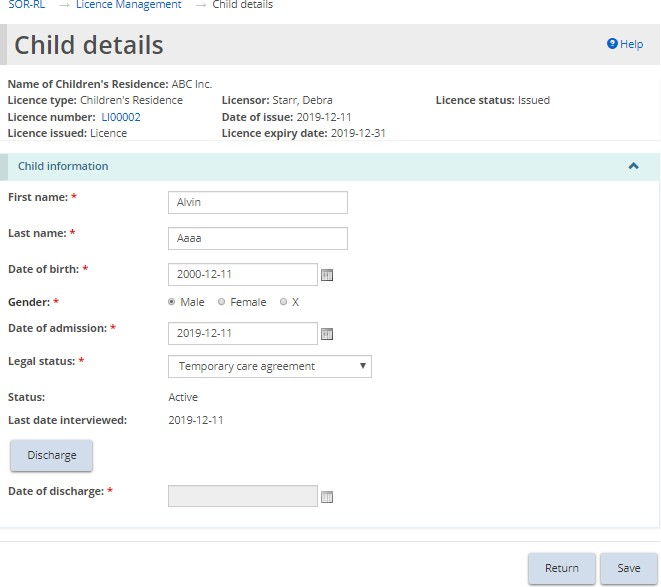 SOR-RL → Licence Management → Child details
Child details
Help
Name of Children's Residence: ABC Inc.
Licence type: Children's Residence Licensor: Starr, Debra Licence status: Issued
Licence number: LI00002 Date of issue: 2019-12-11
Licence issued: Licence Licence expiry date: 2019-12-31
Child information
First name: * Alvin
Last name: * Aaaa
Date of birth: * 2000-12-11
Gender: * Male Female X
Date of admission: * 2019-12-11
Legal status: * Temporary care agreement
Status: Active
Last date interviewed: 2019-12-11
Discharge
Date of discharge: *
Return Save